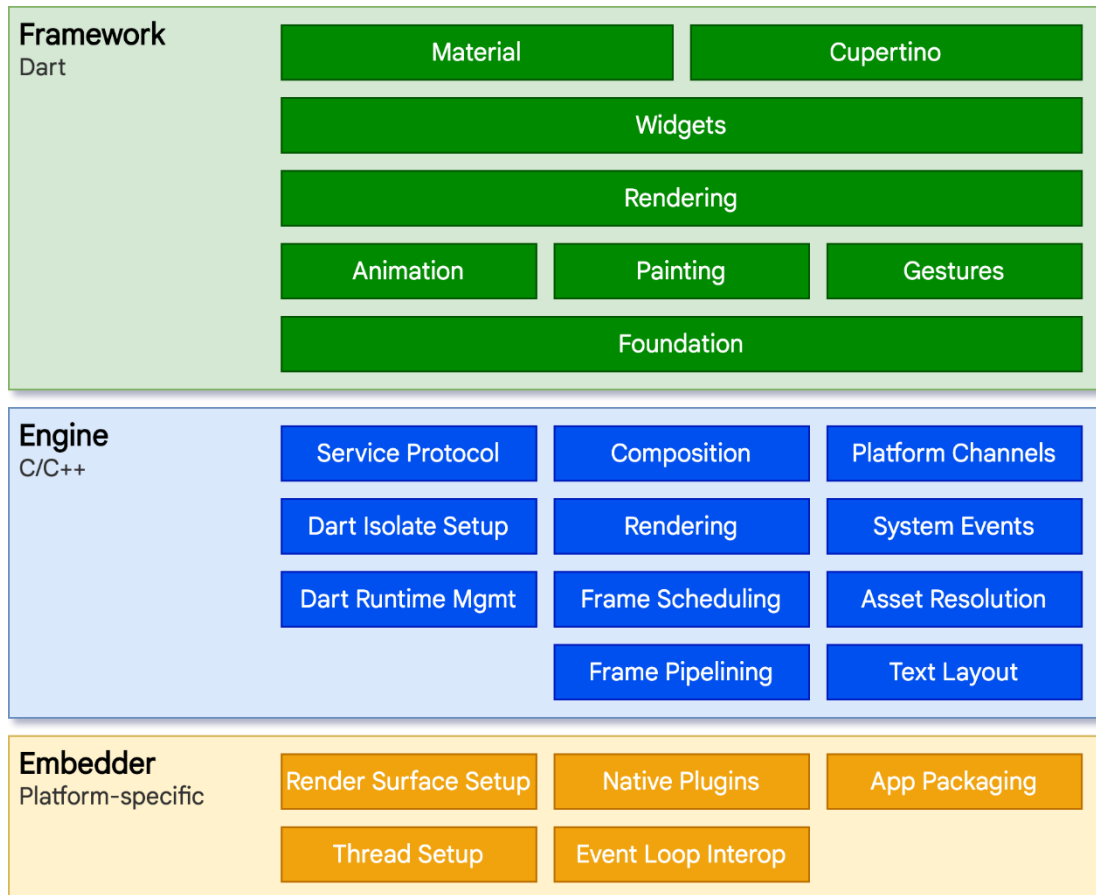 Framework
Dart
Material
Cupertino
Widgets
Rendering
Animation
Painting
Gestures
Foundation
Engine
C/C++
Service Protocol
Composition
Platform Channels
Dart Isolate Setup
Rendering
System Events
Dart Runtime Mgmt
Frame Scheduling
Asset Resolution
Frame Pipelining
Text Layout
Embedder
Platform-specific
Render Surface Setup
Native Plugins
App Packaging
Thread Setup
Event Loop Interop